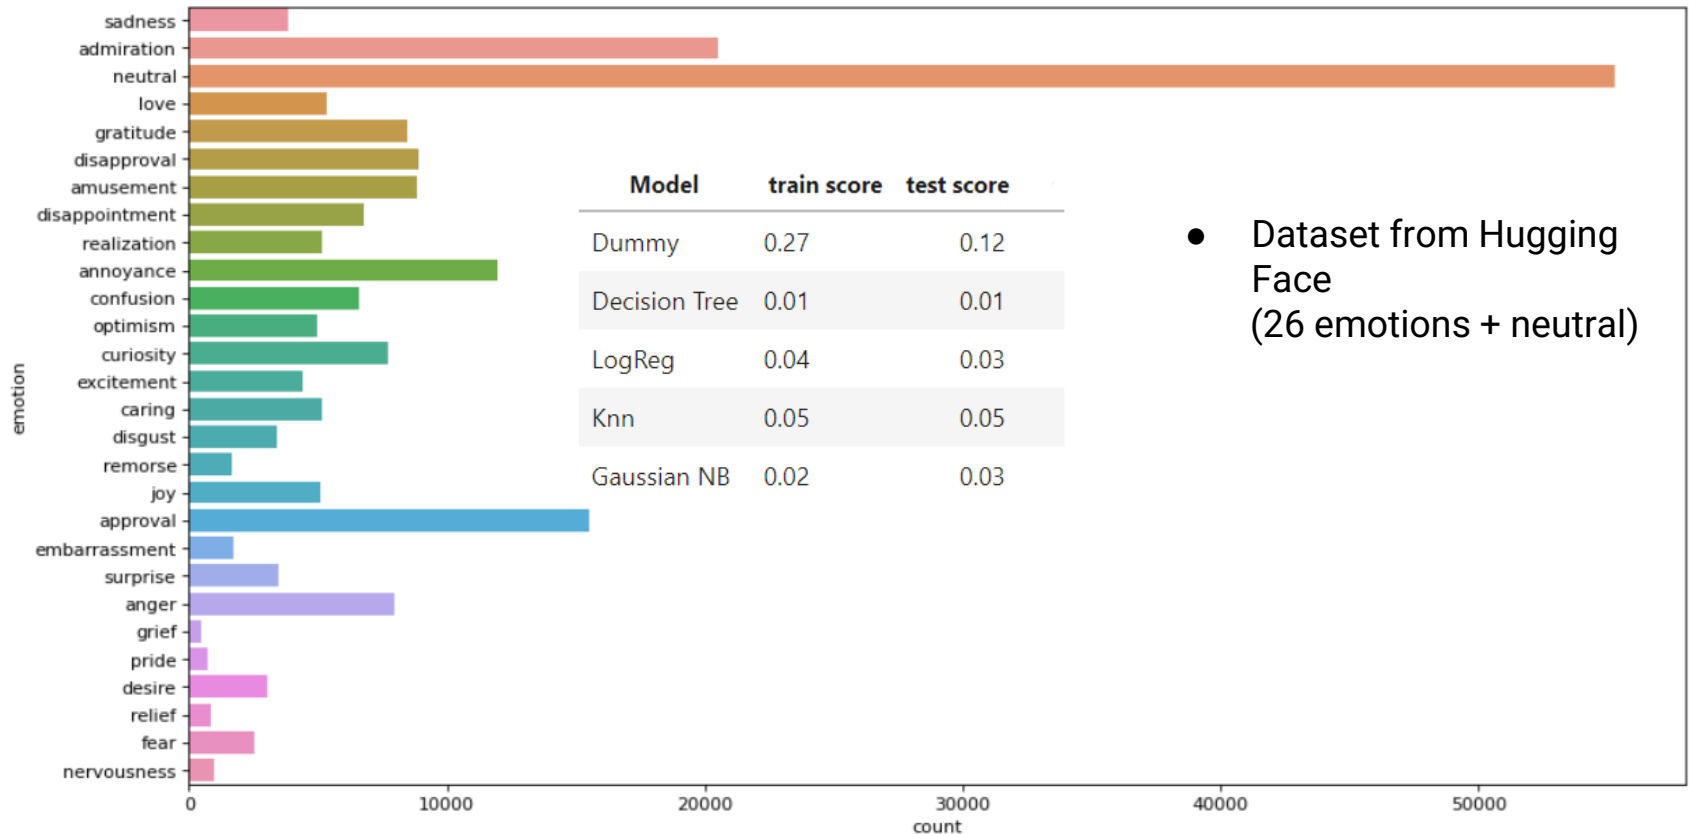 sadness
admiration
neutral
love
gratitude
disapproval
amusement
disappointment
realization
annoyance
confusion
optimism
curiosity
excitement
caring
disgust
remorse
joy
approval
embarrassment
surprise
anger
grief
pride
desire
relief
fear
nervousness
emotion
0 10000 20000 30000 40000 50000
count
Model train score test score
Dummy 0.27 0.12
Decision Tree 0.01 0.01
LogReg 0.04 0.03
Knn 0.05 0.05
Gaussian NB 0.02 0.03
● Dataset from Hugging
Face
(26 emotions + neutral)